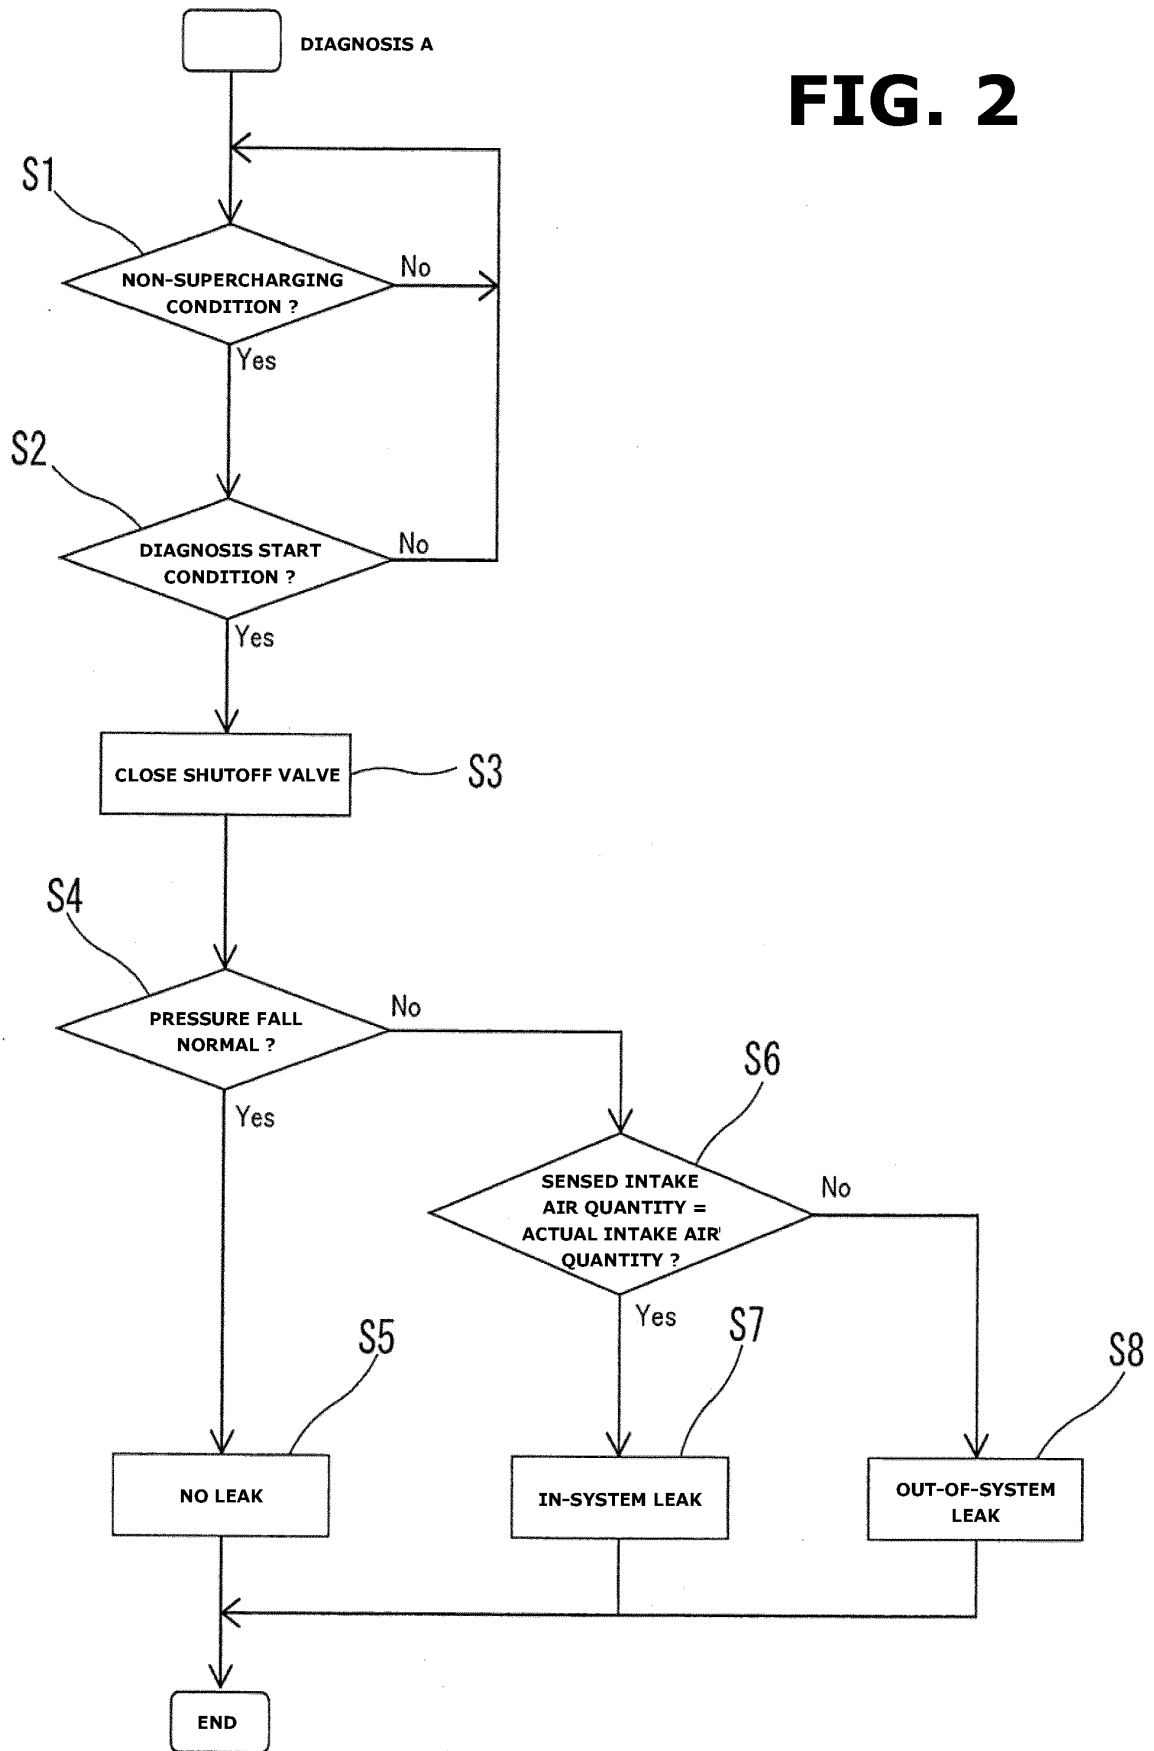 DIAGNOSIS A
FIG. 2
S1
NON-SUPERCHARGING
CONDITION ?
No
Yes
S2
DIAGNOSIS START
CONDITION ?
No
Yes
CLOSE SHUTOFF VALVE
S3
S4
PRESSURE FALL
NORMAL ?
No
Yes
S6
SENSED INTAKE
AIR QUANTITY =
ACTUAL INTAKE AIR
QUANTITY ?
No
Yes
S5
S7
S8
NO LEAK
IN-SYSTEM LEAK
OUT-OF-SYSTEM
LEAK
END